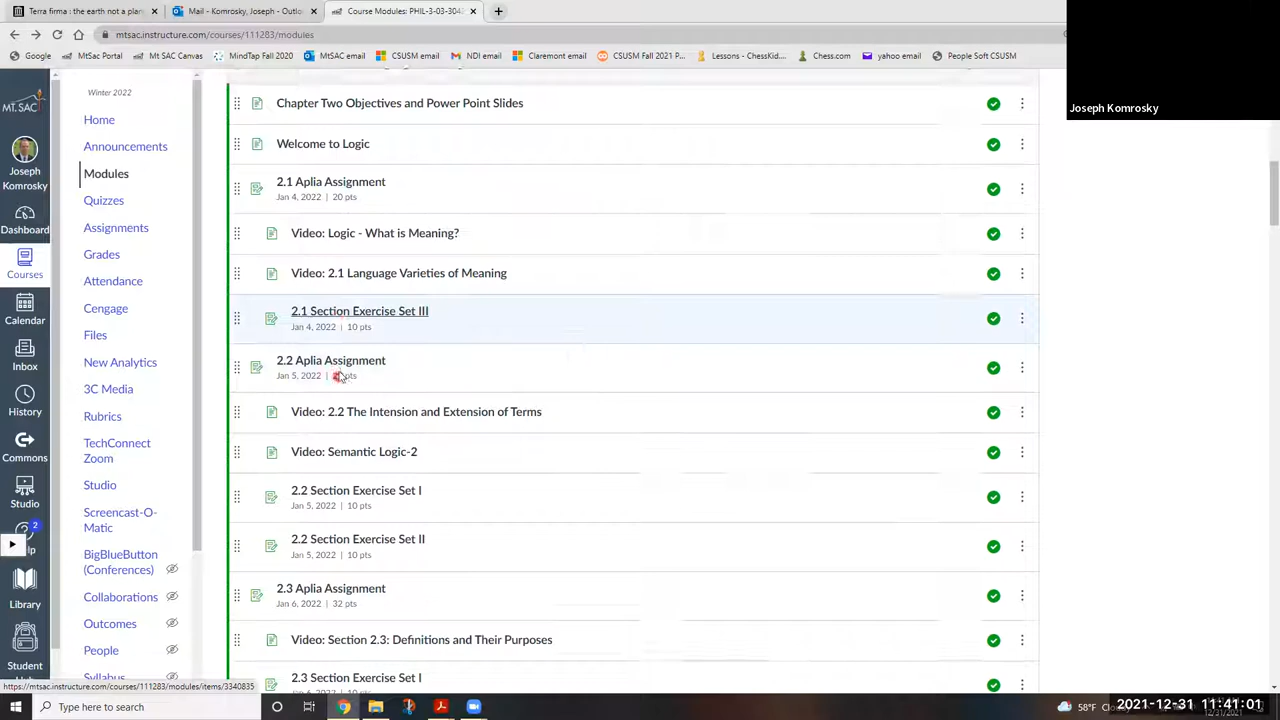 Terra firma : the earth not a plane
Mail - Komrosky, Joseph - Outlo
Course Modules: PHIL-3-304
mtsac.instructure.com/courses/111283/modules
Google
MtSac Portal
Mt SAC Canvas
MindTap Fall 2020
MtSAC email
CSUSM email
NDI email
Claremont email
CSUSM Fall 2021 P...
Lessons - ChessKid...
Chess.com
yahoo email
People Soft CSUSM
Joseph Komrosky
MT.SAC
Joseph
Komrosky
Dashboard
Courses
Calendar
Inbox
History
Commons
Studio
2
Library
Student
Winter 2022
Home
Announcements
Modules
Quizzes
Assignments
Grades
Attendance
Cengage
Files
New Analytics
3C Media
Rubrics
TechConnect
Zoom
Studio
Screencast-O-
Matic
BigBlueButton
(Conferences)
Collaborations
Outcomes
People
Syllabus
Chapter Two Objectives and Power Point Slides
Welcome to Logic
2.1 Aplia Assignment
Jan 4, 2022 | 20 pts
Video: Logic - What is Meaning?
Video: 2.1 Language Varieties of Meaning
2.1 Section Exercise Set III
Jan 4, 2022 | 10 pts
2.2 Aplia Assignment
Jan 5, 2022 | pts
Video: 2.2 The Intension and Extension of Terms
Video: Semantic Logic-2
2.2 Section Exercise Set I
Jan 5, 2022 | 10 pts
2.2 Section Exercise Set II
Jan 5, 2022 | 10 pts
2.3 Aplia Assignment
Jan 6, 2022 | 32 pts
Video: Section 2.3: Definitions and Their Purposes
2.3 Section Exercise Set I
https://mtsac.instructure.com/courses/111283/modules/items/3340835
Type here to search
58°F
2021-12-31 11:41:01